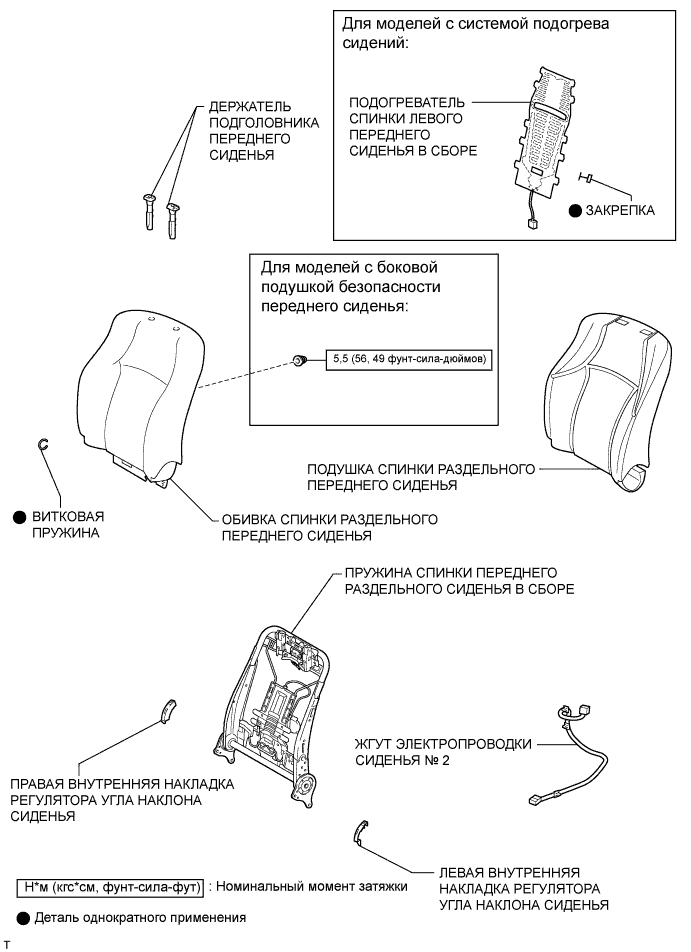 Для моделей с системой подогрева
сидений:
ПОДОГРЕВАТЕЛЬ
СПИНКИ ЛЕВОГО
ПЕРЕДНЕГО
СИДЕНЬЯ В СБОРЕ
ЗАКРЕПКА
ДЕРЖАТЕЛЬ
ПОДГОЛОВНИКА
ПЕРЕДНЕГО
СИДЕНЬЯ
Для моделей с боковой
подушкой безопасности
переднего сиденья:
5,5 (56, 49 фунт-сила-дюймов)
ПОДУШКА СПИНКИ РАЗДЕЛЬНОГО
ПЕРЕДНЕГО СИДЕНЬЯ
ВИТКОВАЯ
ПРУЖИНА
ОБИВКА СПИНКИ РАЗДЕЛЬНОГО
ПЕРЕДНЕГО СИДЕНЬЯ
ПРУЖИНА СПИНКИ ПЕРЕДНЕГО
РАЗДЕЛЬНОГО СИДЕНЬЯ В СБОРЕ
ЖГУТ ЭЛЕКТРОПРОВОДКИ
СИДЕНЬЯ № 2
ПРАВАЯ ВНУТРЕННЯЯ НАКЛАДКА
РЕГУЛЯТОРА УГЛА НАКЛОНА
СИДЕНЬЯ
ЛЕВАЯ ВНУТРЕННЯЯ
НАКЛАДКА РЕГУЛЯТОРА
УГЛА НАКЛОНА СИДЕНЬЯ
Н*м (кгс*см, фунт-сила-фут) : Номинальный момент затяжки
Деталь однократного применения
T